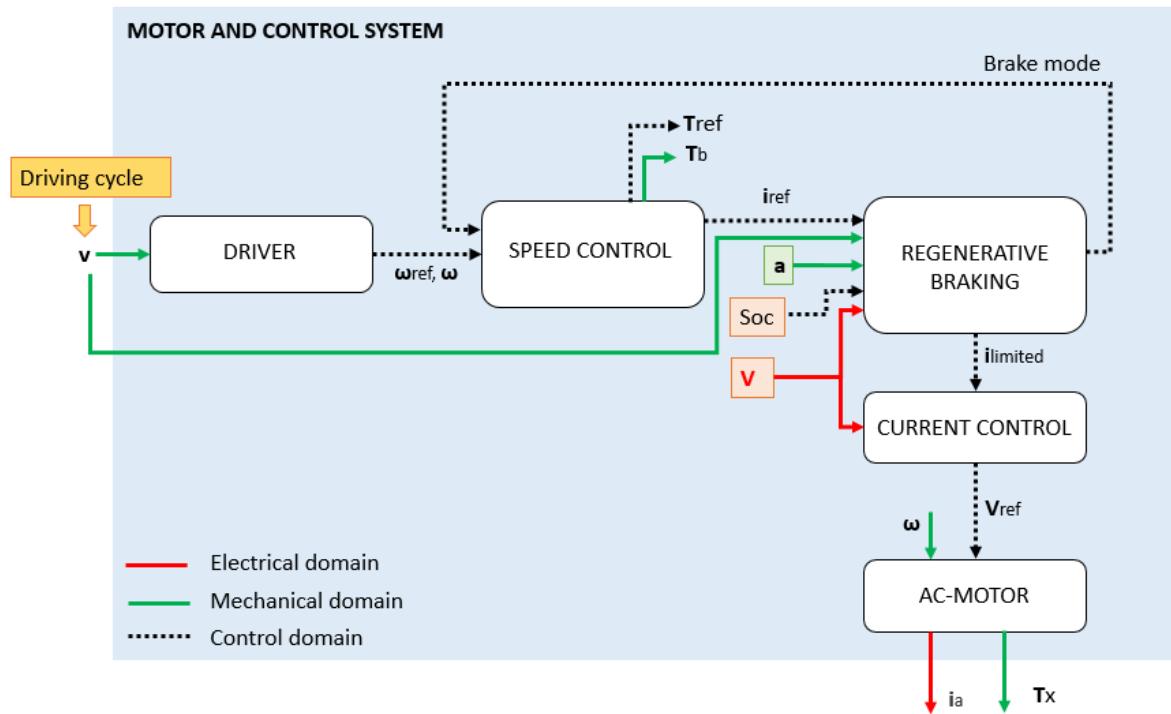 MOTOR AND CONTROL SYSTEM
Brake mode
Tref
Tb
Driving cycle
iref
v
DRIVER
SPEED CONTROL
REGENERATIVE
BRAKING
a
ωref, ω
Soc
ilimited
V
CURRENT CONTROL
Vref
ω
Electrical domain
Mechanical domain
AC-MOTOR
Control domain
ia
Tx